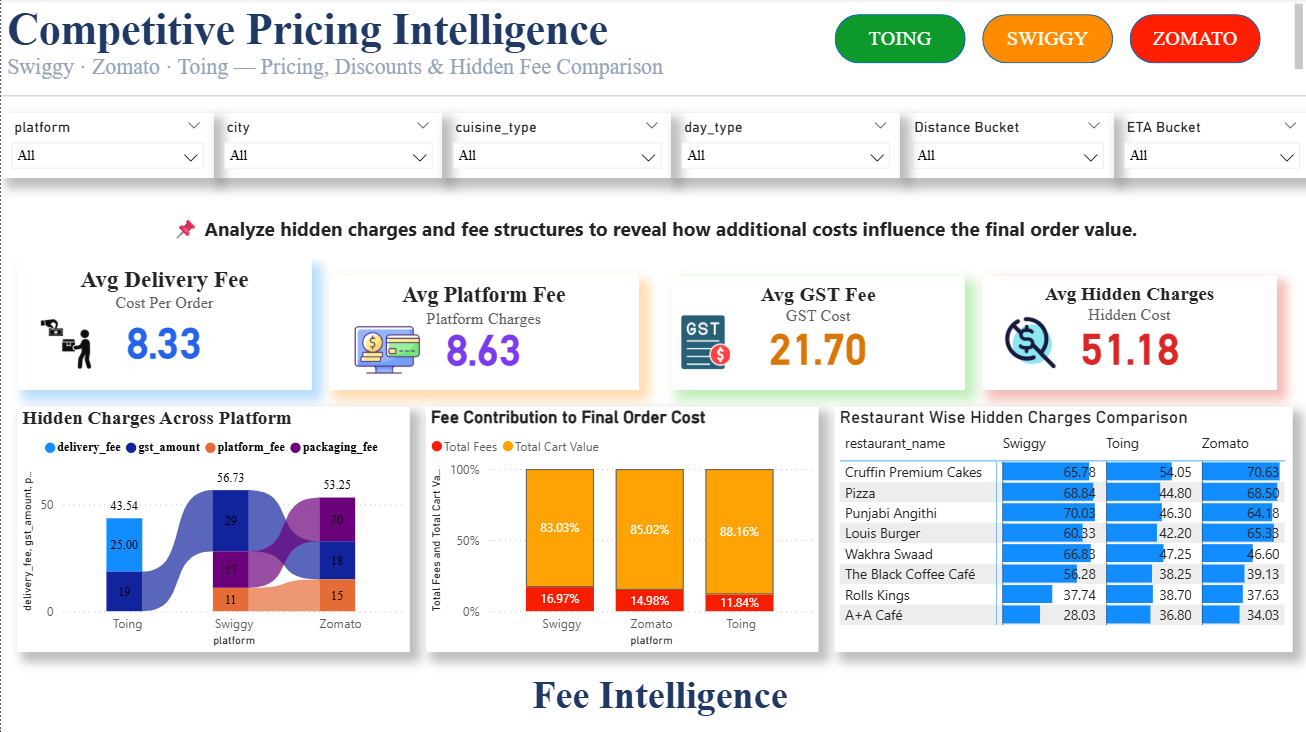 Competitive Pricing Intelligence
Swiggy · Zomato · Toing — Pricing, Discounts & Hidden Fee Comparison
TOING SWIGGY ZOMATO
platform city cuisine_type day_type Distance Bucket ETA Bucket
All All All All All All
📌 Analyze hidden charges and fee structures to reveal how additional costs influence the final order value.
Avg Delivery Fee
Cost Per Order
8.33
Avg Platform Fee
Platform Charges
8.63
Avg GST Fee
GST Cost
GST
21.70
Avg Hidden Charges
Hidden Cost
51.18
Hidden Charges Across Platform
delivery_fee gst_amount platform_fee packaging_fee
delivery_fee, gst_amount, p...
50
0
43.54
25.00
19
56.73
29
17
11
53.25
20
18
15
Toing Swiggy Zomato
platform
Fee Contribution to Final Order Cost
Total Fees Total Cart Value
Total Fees and Total Cart Va...
100%
50%
0%
83.03% 85.02% 88.16%
16.97% 14.98% 11.84%
Swiggy Zomato Toing
platform
Restaurant Wise Hidden Charges Comparison
restaurant_name Swiggy Toing Zomato
Cruffin Premium Cakes 65.78 54.05 70.63
Pizza 68.84 44.80 68.50
Punjabi Angithi 70.03 46.30 64.18
Louis Burger 60.33 42.20 65.33
Wakhra Swaad 66.83 47.25 46.60
The Black Coffee Café 56.28 38.25 39.13
Rolls Kings 37.74 38.70 37.63
A+A Café 28.03 36.80 34.03
Fee Intelligence